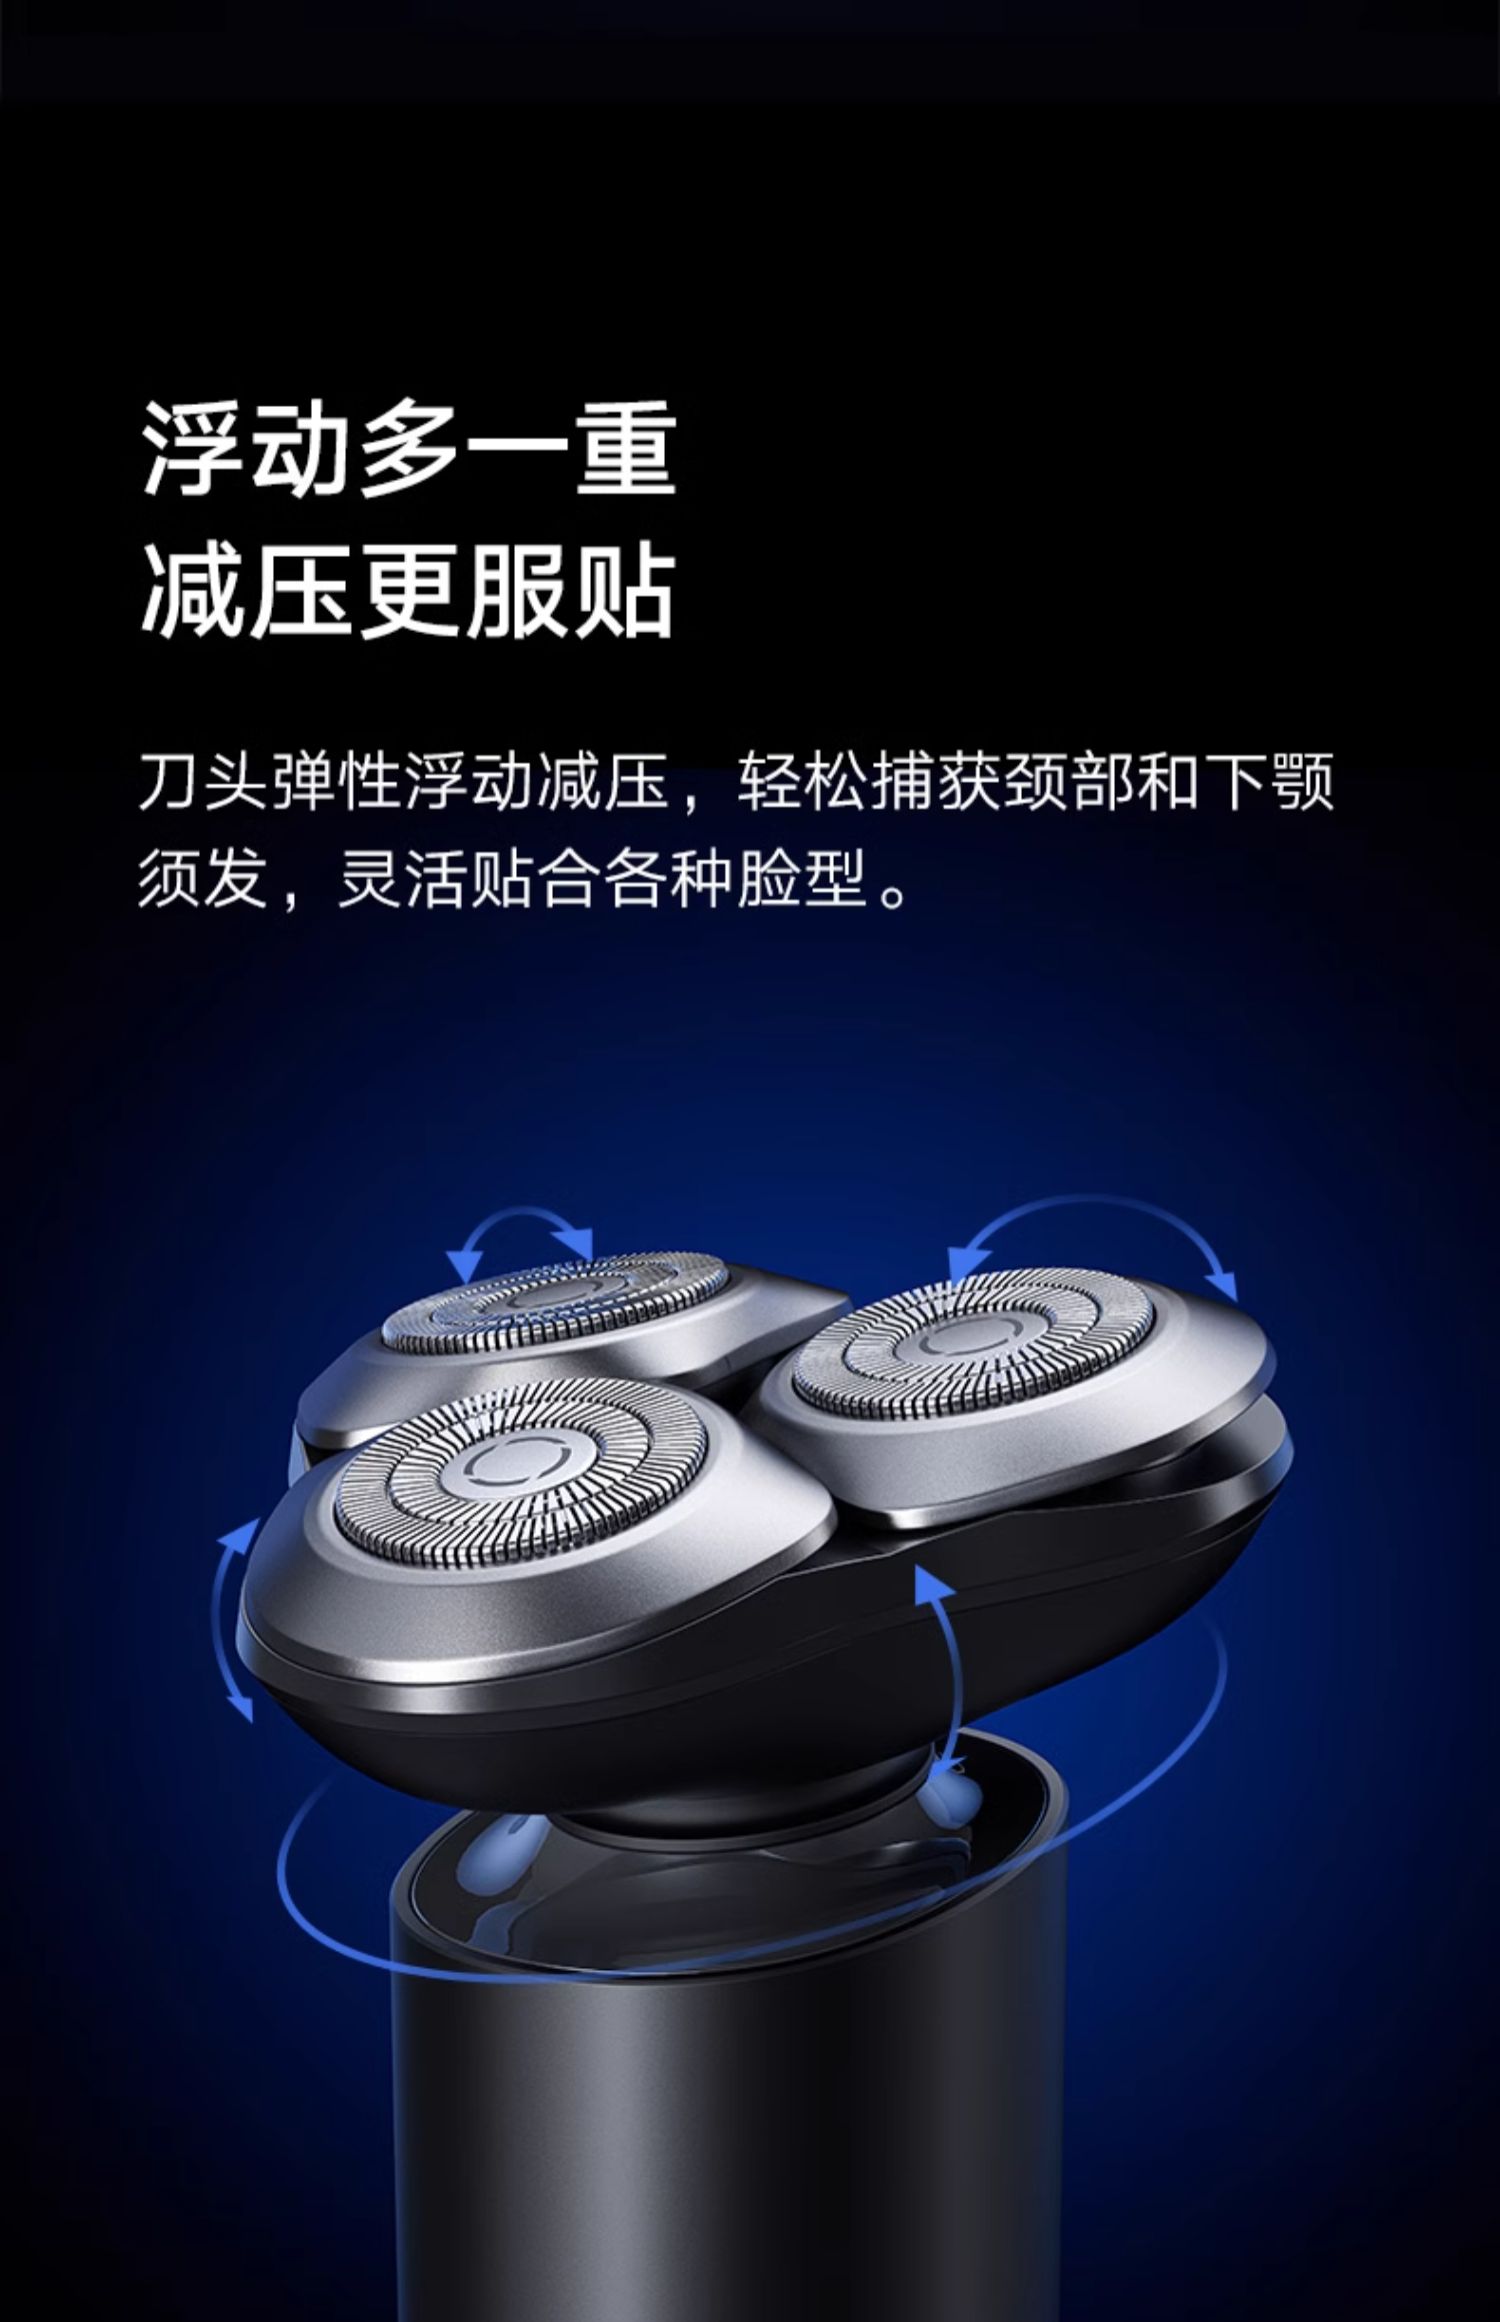 浮动多一重
减压更服贴
刀头弹性浮动减压，轻松捕获颈部和下颚
须发，灵活贴合各种脸型。